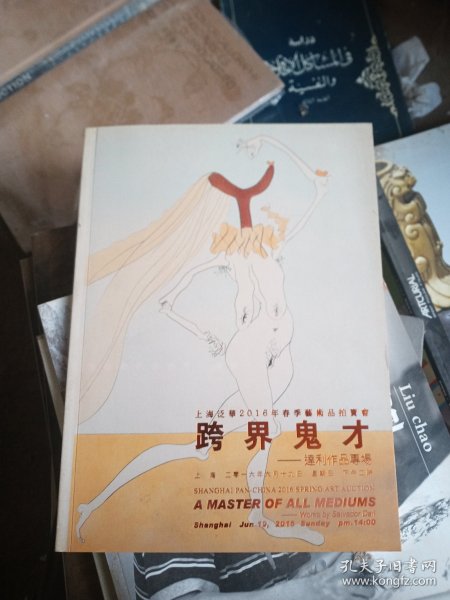 دراسة
والنفسية
ARTCURIAL
Liu chao
上海泛華2016年春季藝術品拍賣會
跨界鬼才
——達利作品專場
上海 二零一六年六月十九日 星期日 下午二時
SHANGHAI PAN-CHINA 2016 SPRING ART AUCTION
A MASTER OF ALL MEDIUMS
—— Works by Salvador Dali
Shanghai Jun 19, 2016 Sunday pm.14:00
孔夫子旧书网
www.kongfz.com